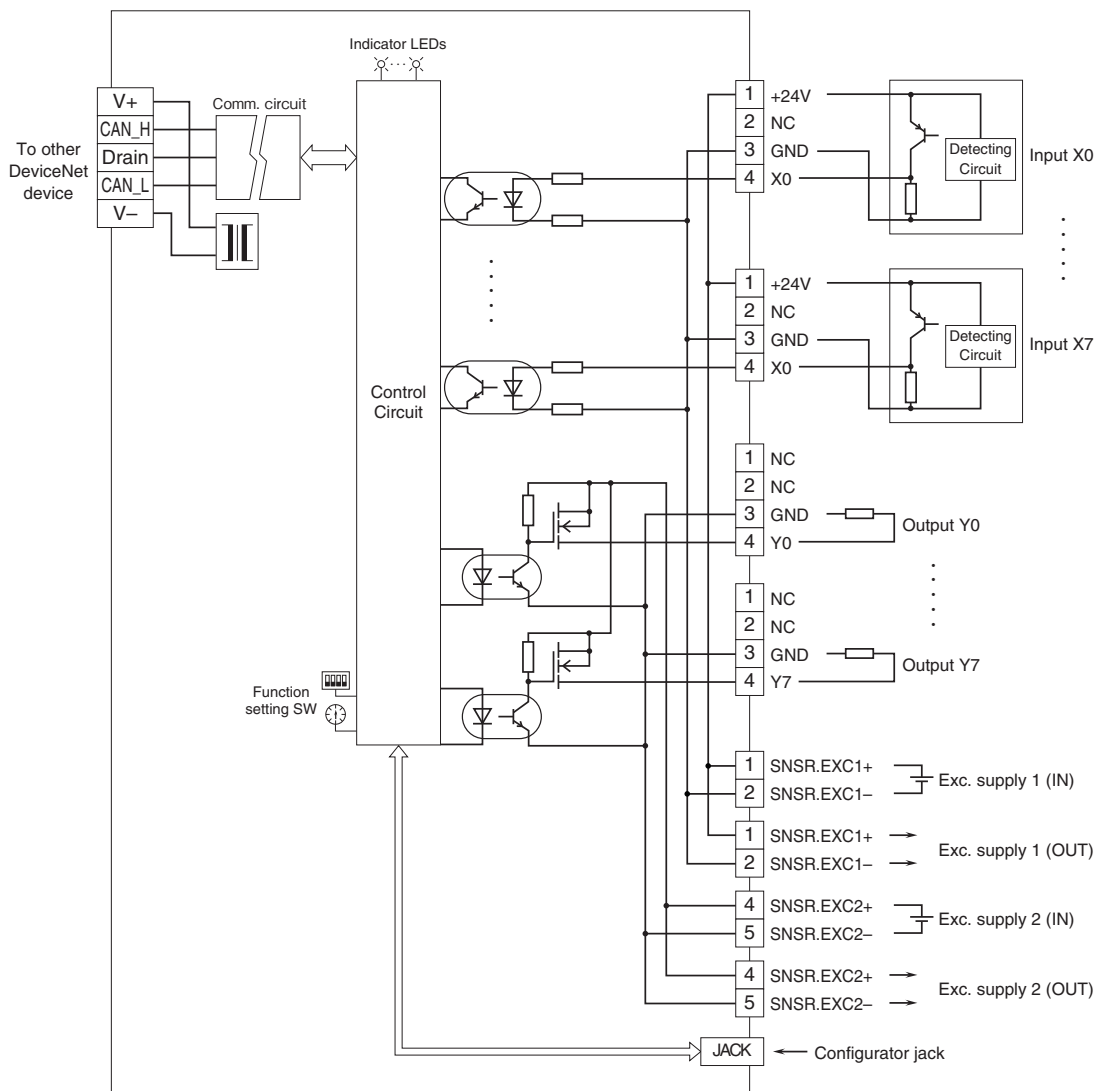 Indicator LEDs
To other
DeviceNet
device
V+
CAN_H
Drain
CAN_L
V–
Comm. circuit
Control
Circuit
Function
setting SW
1 +24V
2 NC
3 GND
4 X0
Detecting
Circuit
Input X0
1 +24V
2 NC
3 GND
4 X0
Detecting
Circuit
Input X7
1 NC
2 NC
3 GND
4 Y0
Output Y0
1 NC
2 NC
3 GND
4 Y7
Output Y7
1 SNSR.EXC1+
2 SNSR.EXC1–
Exc. supply 1 (IN)
1 SNSR.EXC1+
2 SNSR.EXC1–
Exc. supply 1 (OUT)
4 SNSR.EXC2+
5 SNSR.EXC2–
Exc. supply 2 (IN)
4 SNSR.EXC2+
5 SNSR.EXC2–
Exc. supply 2 (OUT)
JACK
Configurator jack